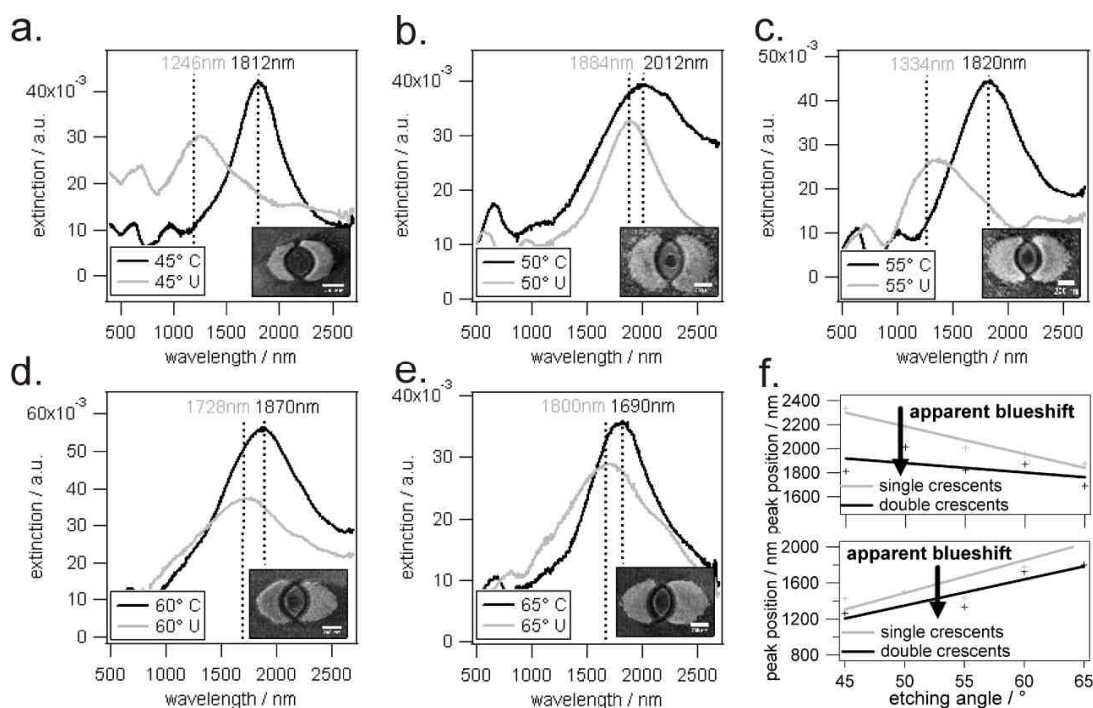 a.
1246nm 1812nm
40x10-3
30
20
10
0
extinction / a.u.
45° C
45° U
500 1000 1500 2000 2500
wavelength / nm
b.
1884nm 2012nm
40x10-3
30
20
10
0
extinction / a.u.
50° C
50° U
500 1000 1500 2000 2500
wavelength / nm
c.
1334nm 1820nm
50x10-3
40
30
20
10
0
extinction / a.u.
55° C
55° U
200 nm
500 1000 1500 2000 2500
wavelength / nm
d.
1728nm 1870nm
60x10-3
50
40
30
20
10
0
extinction / a.u.
60° C
60° U
500 1000 1500 2000 2500
wavelength / nm
e.
1800nm 1690nm
40x10-3
30
20
10
0
extinction / a.u.
65° C
65° U
500 1000 1500 2000 2500
wavelength / nm
f.
2400
2200
2000
1800
1600
peak position / nm
apparent blueshift
single crescents
double crescents
2000
1600
1200
800
peak position / nm
apparent blueshift
single crescents
double crescents
45 50 55 60 65
etching angle / °